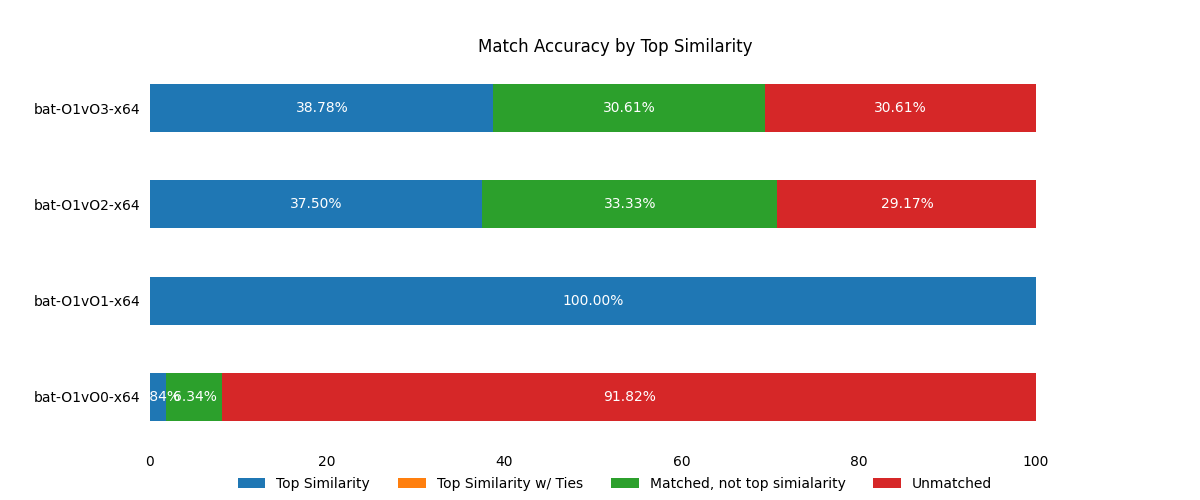 Match Accuracy by Top Similarity
bat-O1vO3-x64 38.78% 30.61% 30.61%
bat-O1vO2-x64 37.50% 33.33% 29.17%
bat-O1vO1-x64 100.00%
bat-O1vO0-x64 84% 6.34% 91.82%
0 20 40 60 80 100
Top Similarity Top Similarity w/ Ties Matched, not top simialarity Unmatched